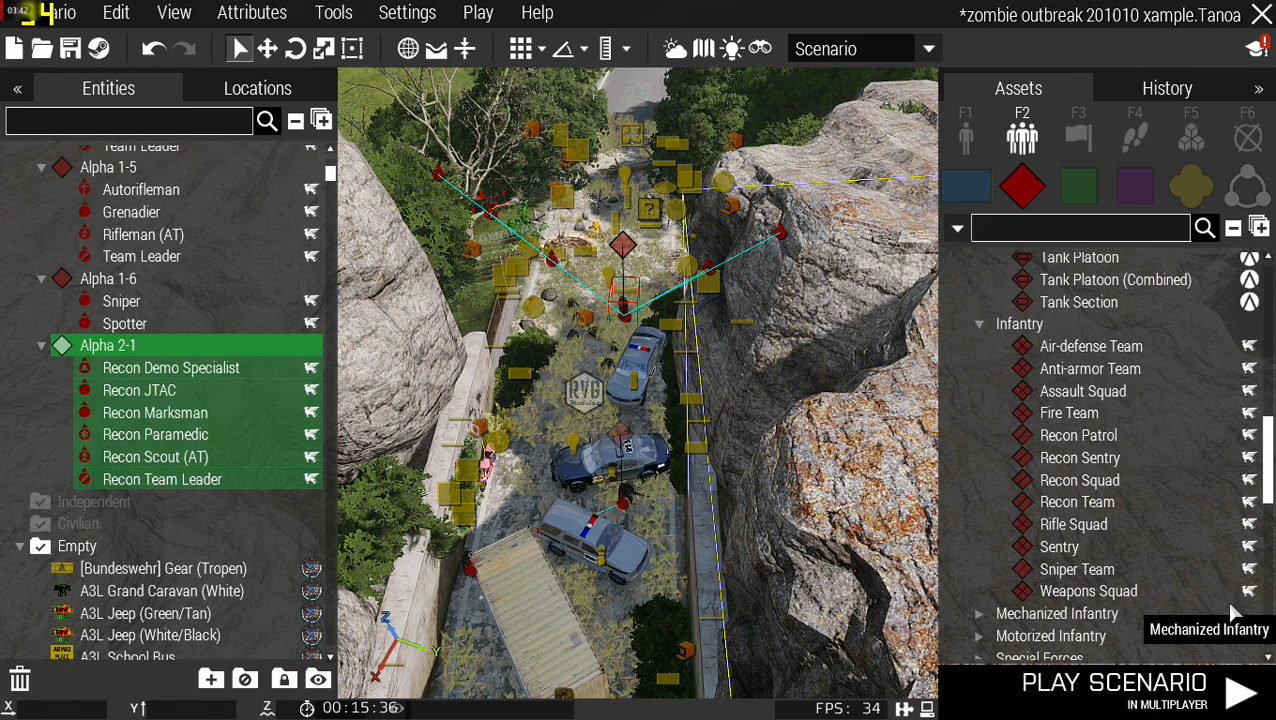 03:42
34
Edit View Attributes Tools Settings Play Help
*zombie outbreak 201010 xample.Tanoa
Scenario
Entities Locations
Team Leader
Alpha 1-5
Autorifleman
Grenadier
Rifleman (AT)
Team Leader
Alpha 1-6
Sniper
Spotter
Alpha 2-1
Recon Demo Specialist
Recon JTAC
Recon Marksman
Recon Paramedic
Recon Scout (AT)
Recon Team Leader
Independent
Civilian
Empty
[Bundeswehr] Gear (Tropen)
A3L Grand Caravan (White)
A3L Jeep (Green/Tan)
A3L Jeep (White/Black)
A3L School Bus
X Y Z 00:15:36
FPS: 34
RVG
Z
Y
X
?
Assets History
F1 F2 F3 F4 F5 F6
Tank Platoon
Tank Platoon (Combined)
Tank Section
Infantry
Air-defense Team
Anti-armor Team
Assault Squad
Fire Team
Recon Patrol
Recon Sentry
Recon Squad
Recon Team
Rifle Squad
Sentry
Sniper Team
Weapons Squad
Mechanized Infantry
Mechanized Infantry
Motorized Infantry
Special Forces
PLAY SCENARIO
IN MULTIPLAYER